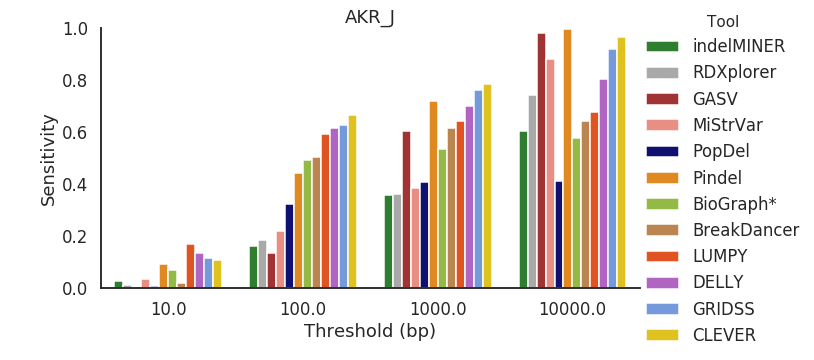 AKR_J
Tool
indelMINER
RDXplorer
GASV
MiStrVar
PopDel
Pindel
BioGraph*
BreakDancer
LUMPY
DELLY
GRIDSS
CLEVER
Sensitivity
1.0
0.8
0.6
0.4
0.2
0.0
10.0 100.0 1000.0 10000.0
Threshold (bp)